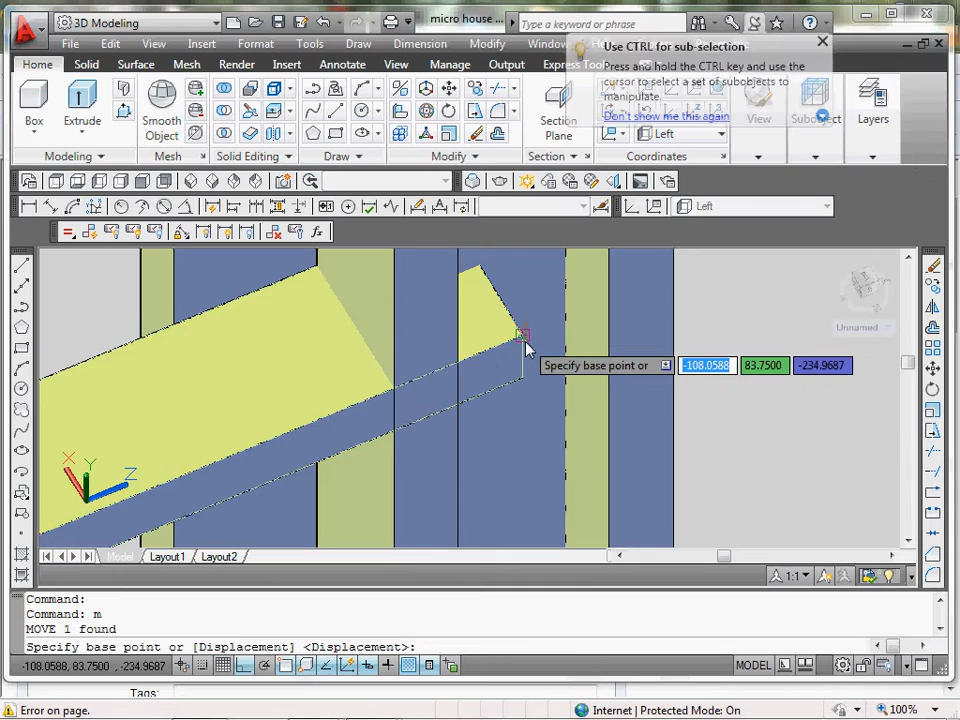 3D Modeling
micro house ...
Type a keyword or phrase
File Edit View Insert Format Tools Draw Dimension Modify Window
Use CTRL for sub-selection
Press and hold the CTRL key and use the
cursor to select a set of subobjects to
manipulate.
Don't show me this again
Home Solid Surface Mesh Render Insert Annotate View Manage Output Express Tools
Box Extrude Smooth Object Section Plane View Subobject Layers
Left
Modeling Mesh Solid Editing Draw Modify Section Coordinates
Left
Unnamed
Specify base point or -108.0588 83.7500 -234.9687
X Y Z
Model Layout1 Layout2
1:1
Command:
Command: m
MOVE 1 found
Specify base point or [Displacement] <Displacement>:
-108.0588, 83.7500 , -234.9687 MODEL
Tags:
Error on page. Internet | Protected Mode: On 100%